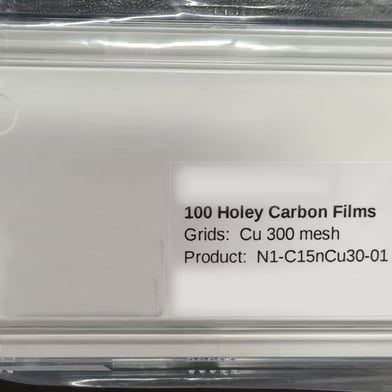 100 Holey Carbon Films
Grids: Cu 300 mesh
Product: N1-C15nCu30-01